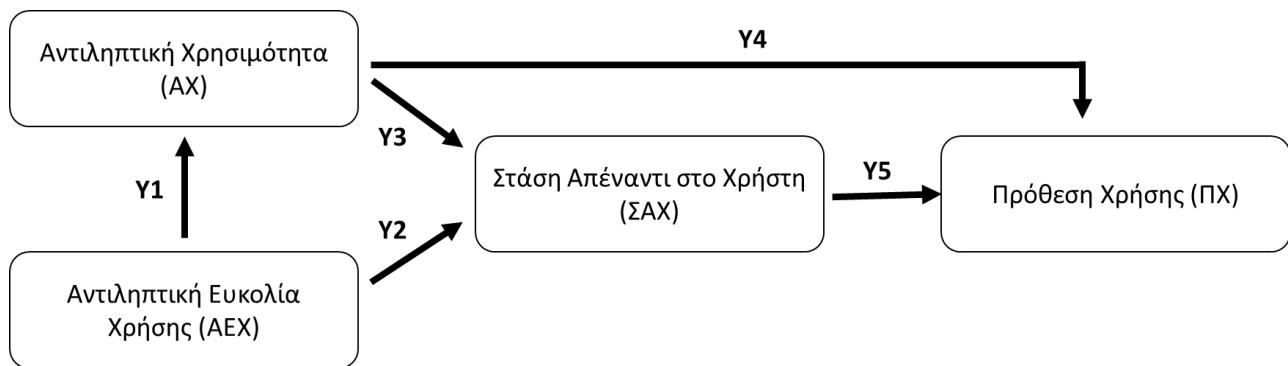 Αντιληπτική Χρησιμότητα
(ΑΧ)
Υ4
Υ3
Υ1
Στάση Απέναντι στο Χρήστη
(ΣΑΧ)
Υ5
Πρόθεση Χρήσης (ΠΧ)
Υ2
Αντιληπτική Ευκολία
Χρήσης (ΑΕΧ)